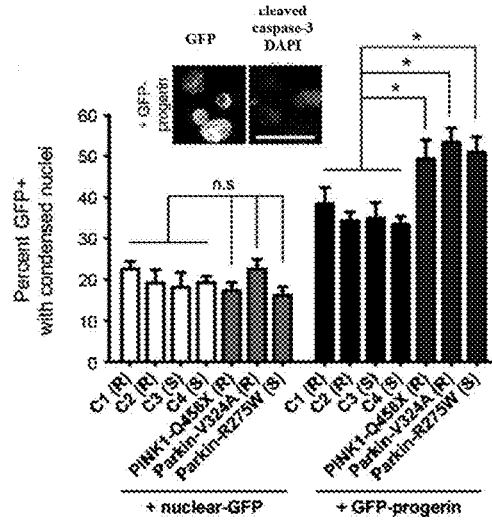 GFP
cleaved
caspase-3
DAPI
+ GFP-
progerin
*
*
*
n.s
Percent GFP+
with condensed nuclei
60
50
40
30
20
10
0
C1 (R)
C2 (R)
C3 (S)
C4 (S)
PINK1-Q456X (R)
Parkin-V324A (R)
Parkin-R275W (S)
C1 (R)
C2 (R)
C3 (S)
C4 (S)
PINK1-Q456X (R)
Parkin-V324A (R)
Parkin-R275W (S)
+ nuclear-GFP
+ GFP-progerin